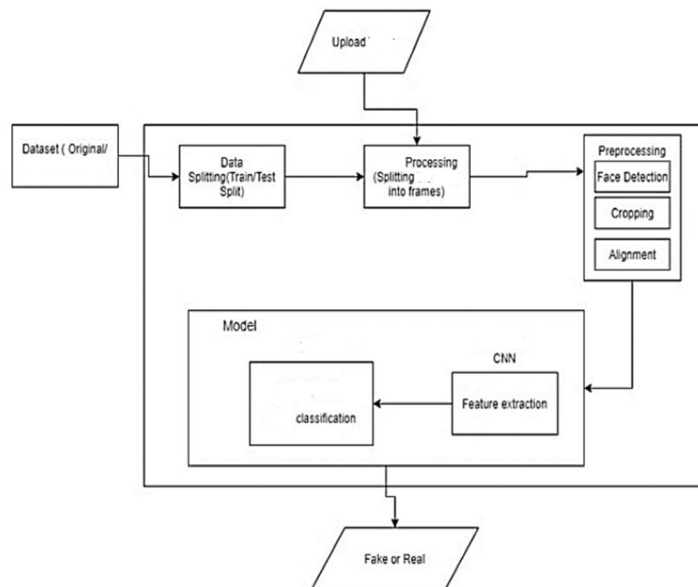 Upload
Dataset ( Original/
Data
Splitting(Train/Test
Split)
Processing
(Splitting
into frames)
Preprocessing
Face Detection
Cropping
Alignment
Model
CNN
Feature extraction
classification
Fake or Real